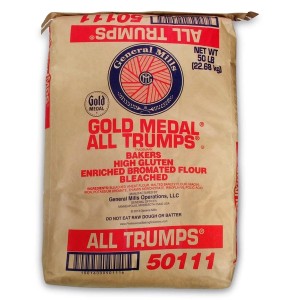 50111
ALL TRUMPS
General Mills
GM
NET WT
50 LB
(22.68 kg)
Gold
MEDAL
GOLD MEDAL®
ALL TRUMPS®
BAKERS
HIGH GLUTEN
ENRICHED BROMATED FLOUR
BLEACHED
General Mills Operations, LLC
DO NOT EAT RAW DOUGH OR BATTER
ALL TRUMPS®
50111